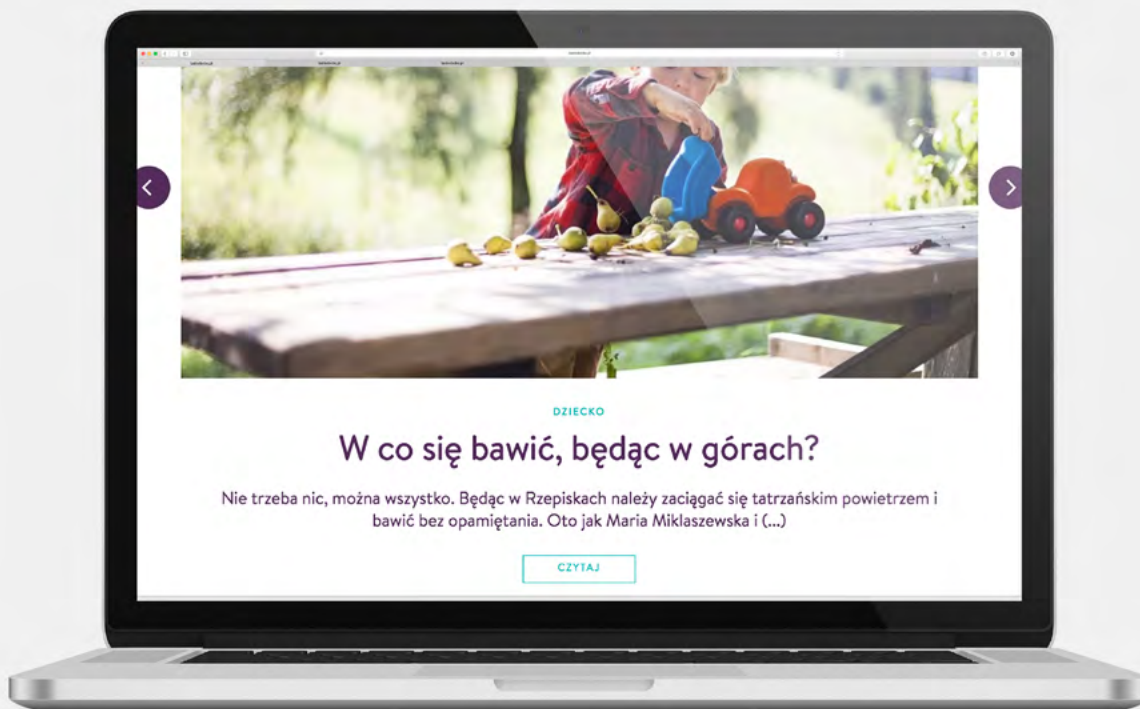 DZIECKO
W co się bawić, będąc w górach?
Nie trzeba nic, można wszystko. Będąc w Rzepiskach należy zaciągać się tatrzańskim powietrzem i
bawić bez opamiętania. Oto jak Maria Miklaszewska i (...)
CZYTAJ